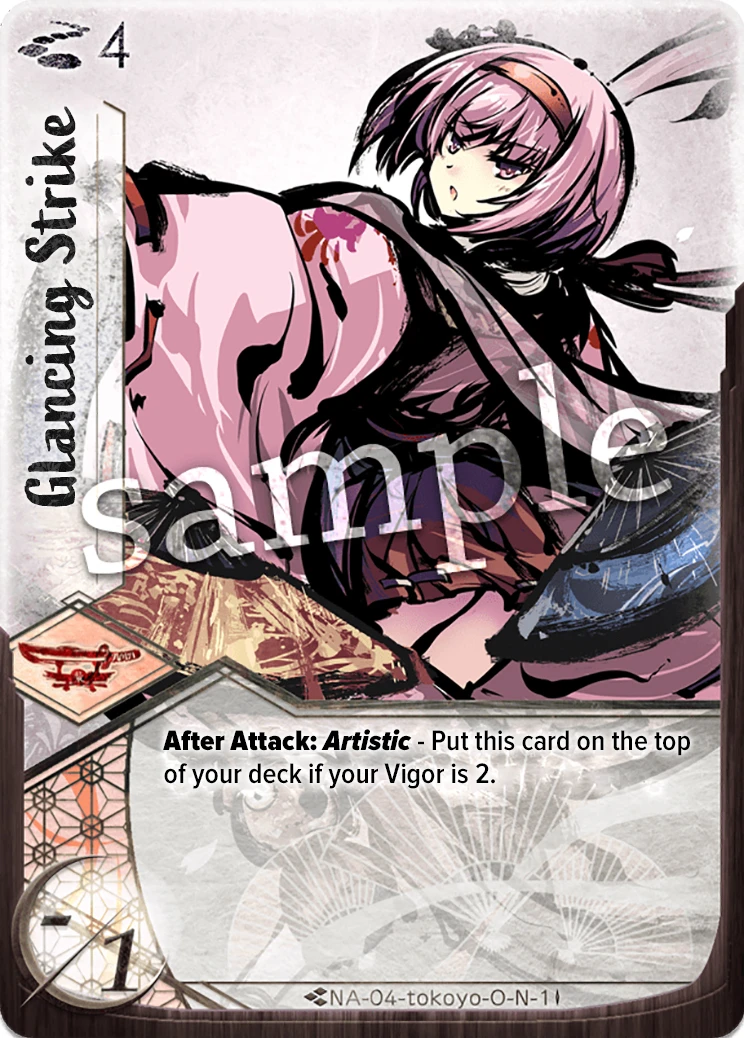 4
Glancing Strike
sample
After Attack: Artistic - Put this card on the top
of your deck if your Vigor is 2.
-/1
NA-04-tokoyo-O-N-1